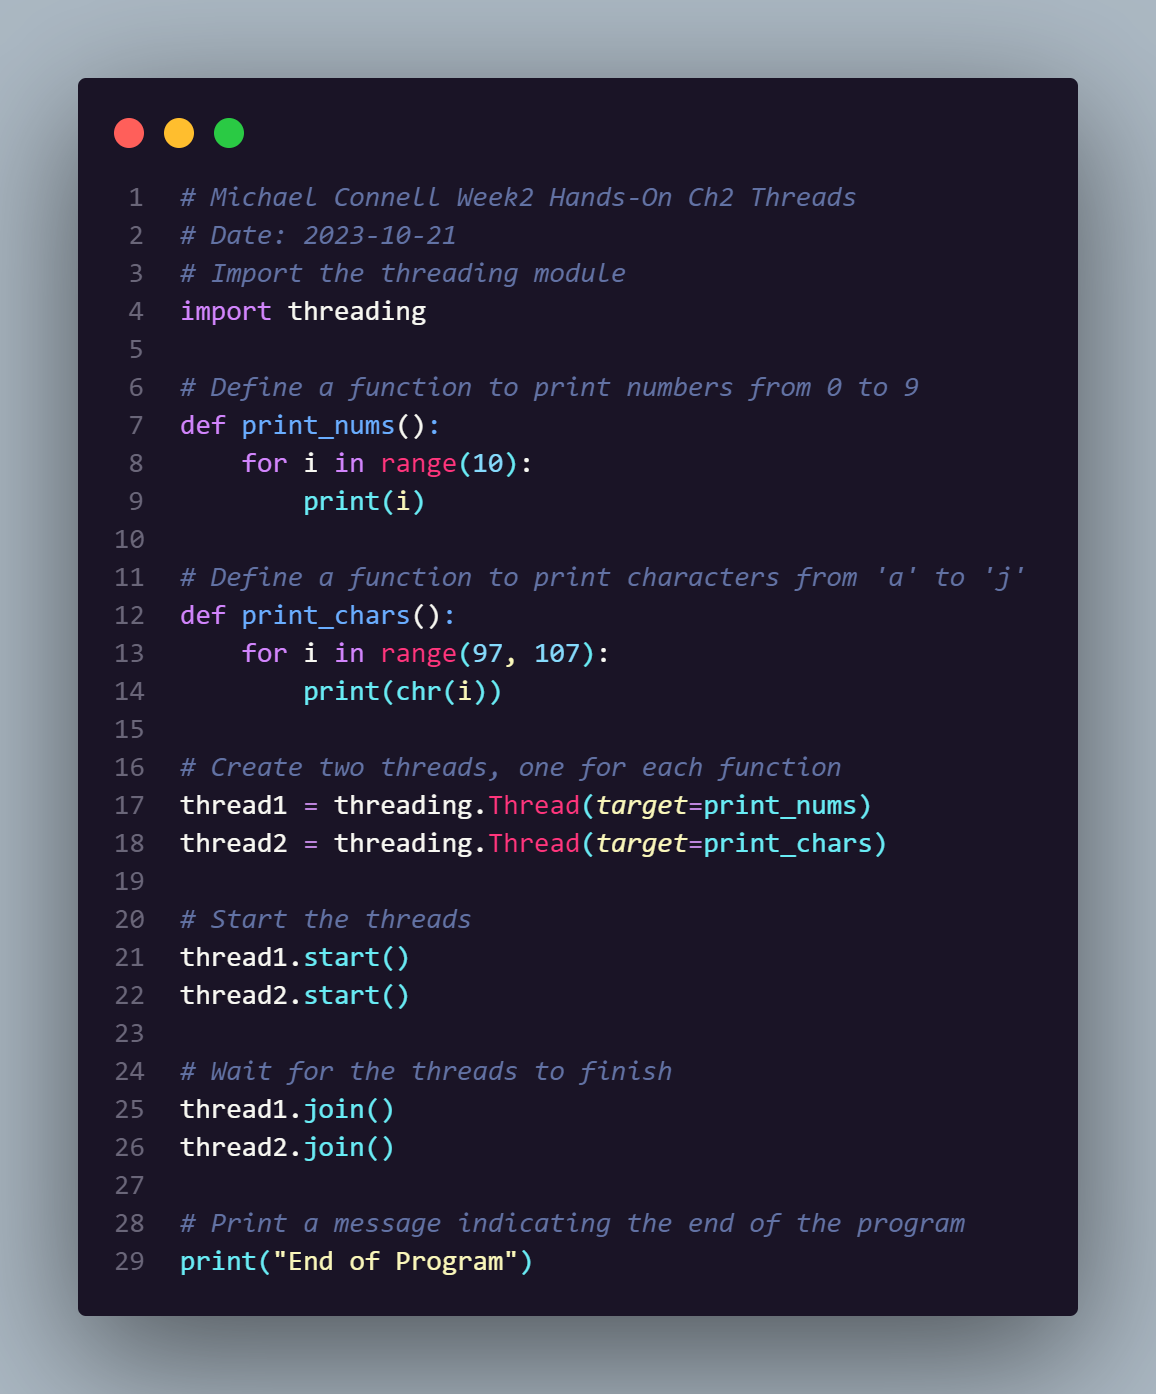 1 # Michael Connell Week2 Hands-On Ch2 Threads
2 # Date: 2023-10-21
3 # Import the threading module
4 import threading
5
6 # Define a function to print numbers from 0 to 9
7 def print_nums():
8     for i in range(10):
9         print(i)
10
11 # Define a function to print characters from 'a' to 'j'
12 def print_chars():
13     for i in range(97, 107):
14         print(chr(i))
15
16 # Create two threads, one for each function
17 thread1 = threading.Thread(target=print_nums)
18 thread2 = threading.Thread(target=print_chars)
19
20 # Start the threads
21 thread1.start()
22 thread2.start()
23
24 # Wait for the threads to finish
25 thread1.join()
26 thread2.join()
27
28 # Print a message indicating the end of the program
29 print("End of Program")